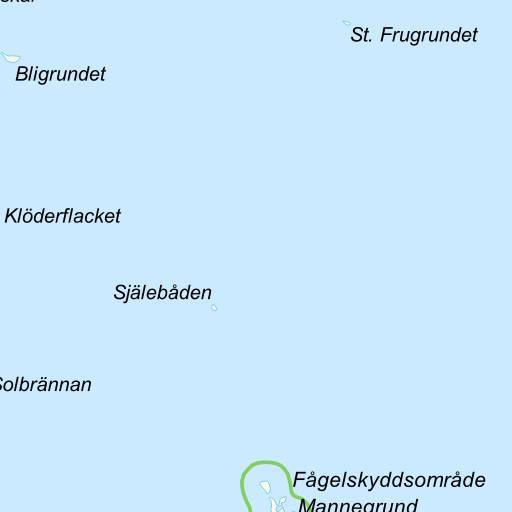 St. Frugrundet
Bligrundet
Klöderflacket
Själebåden
Solbrännan
Fågelskyddsområde
Mannegrund